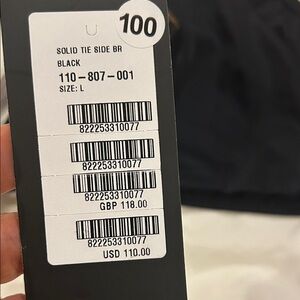 100
SOLID TIE SIDE BR
BLACK
110-807-001
SIZE: L
822253310077
822253310077
822253310077
GBP 118.00
822253310077
USD 110.00